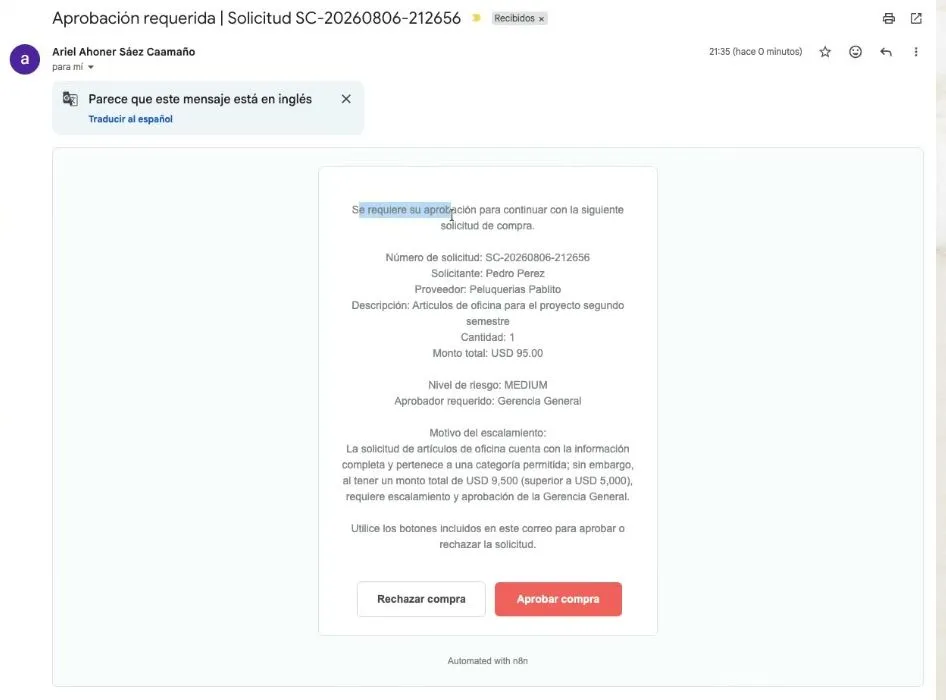 Aprobación requerida | Solicitud SC-20260806-212656
Recibidos ×
a
Ariel Ahoner Sáez Caamaño
21:35 (hace 0 minutos)
para mí
Parece que este mensaje está en inglés
Traducir al español
Se requiere su aprobación para continuar con la siguiente
solicitud de compra.
Número de solicitud: SC-20260806-212656
Solicitante: Pedro Perez
Proveedor: Peluquerias Pablito
Descripción: Articulos de oficina para el proyecto segundo
semestre
Cantidad: 1
Monto total: USD 95.00
Nivel de riesgo: MEDIUM
Aprobador requerido: Gerencia General
Motivo del escalamiento:
La solicitud de artículos de oficina cuenta con la información
completa y pertenece a una categoría permitida; sin embargo,
al tener un monto total de USD 9,500 (superior a USD 5,000),
requiere escalamiento y aprobación de la Gerencia General.
Utilice los botones incluidos en este correo para aprobar o
rechazar la solicitud.
Rechazar compra
Aprobar compra
Automated with n8n